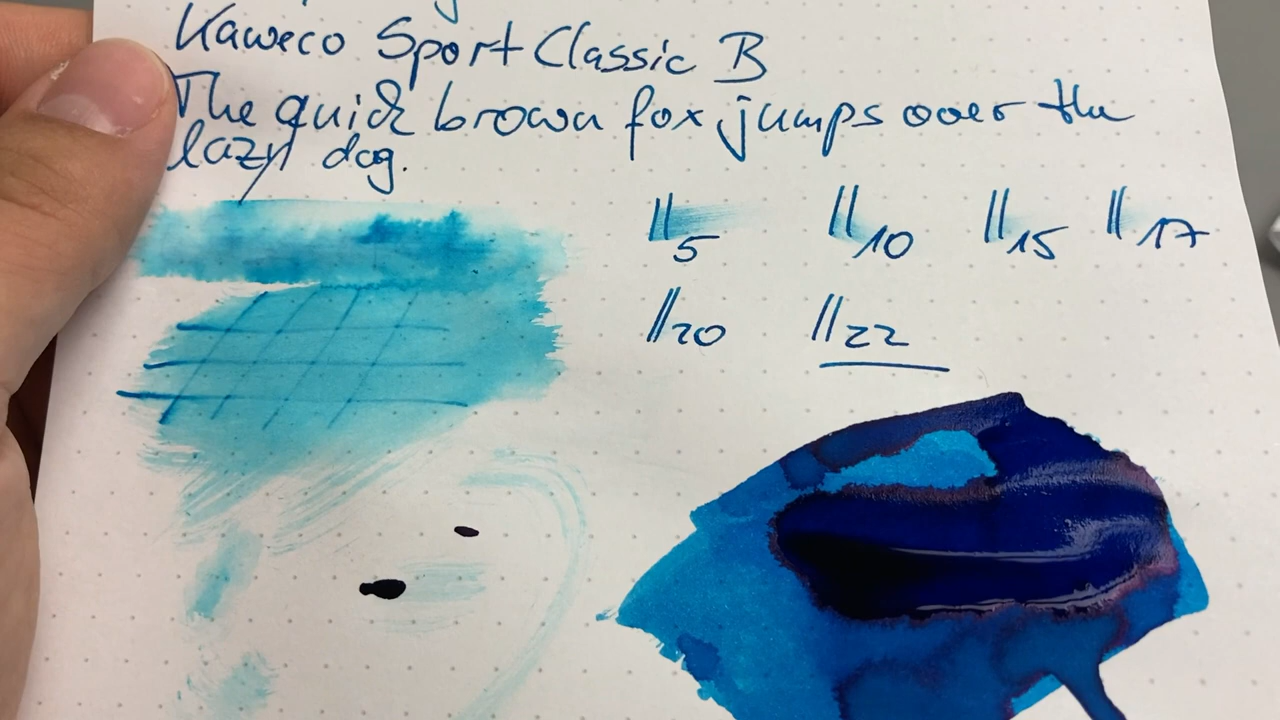 Kaweco Sport Classic B
The quick brown fox jumps over the
lazy dog.
5 10 15 17
20 22